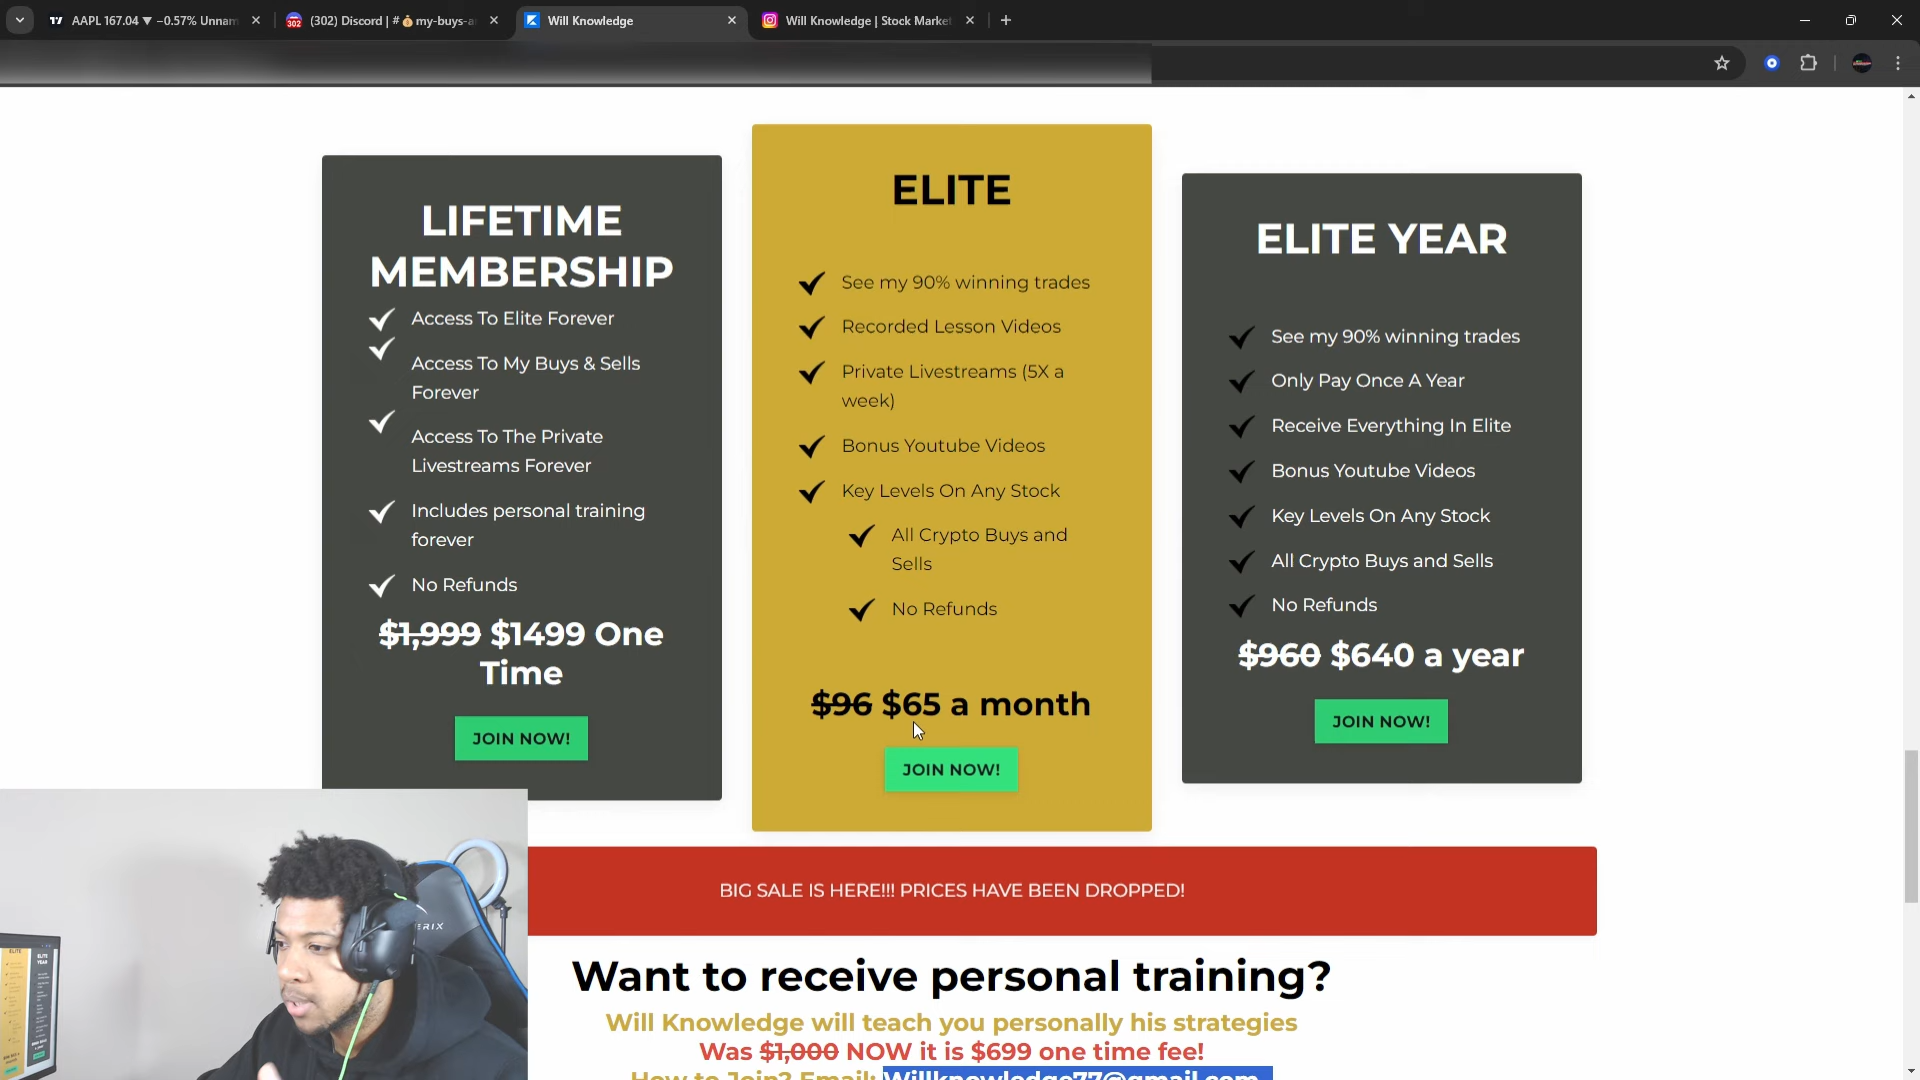 AAPL 167.04 ▼ −0.57% Unnam
(302) Discord | # 💰my-buys-a
Will Knowledge
Will Knowledge | Stock Market
LIFETIME
MEMBERSHIP
Access To Elite Forever
Access To My Buys & Sells
Forever
Access To The Private
Livestreams Forever
Includes personal training
forever
No Refunds
$1,999 $1499 One
Time
JOIN NOW!
ELITE
See my 90% winning trades
Recorded Lesson Videos
Private Livestreams (5X a
week)
Bonus Youtube Videos
Key Levels On Any Stock
All Crypto Buys and
Sells
No Refunds
$96 $65 a month
JOIN NOW!
ELITE YEAR
See my 90% winning trades
Only Pay Once A Year
Receive Everything In Elite
Bonus Youtube Videos
Key Levels On Any Stock
All Crypto Buys and Sells
No Refunds
$960 $640 a year
JOIN NOW!
BIG SALE IS HERE!!! PRICES HAVE BEEN DROPPED!
Want to receive personal training?
Will Knowledge will teach you personally his strategies
Was $1,000 NOW it is $699 one time fee!
How to Join? Email: Willknowledge77@gmail.com